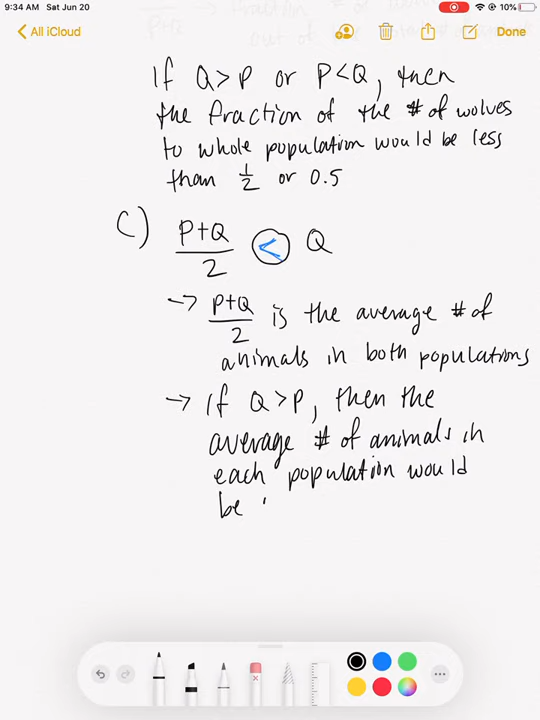 9:34 AM Sat Jun 20
10%
All iCloud
Done
P+Q
If Q>P or P<Q, then
the fraction of the # of wolves
to whole population would be less
than 1/2 or 0.5
C) P+Q/2 < Q
→ P+Q/2 is the average # of
animals in both populations
→ If Q>P, then the
average # of animals in
each population would
be